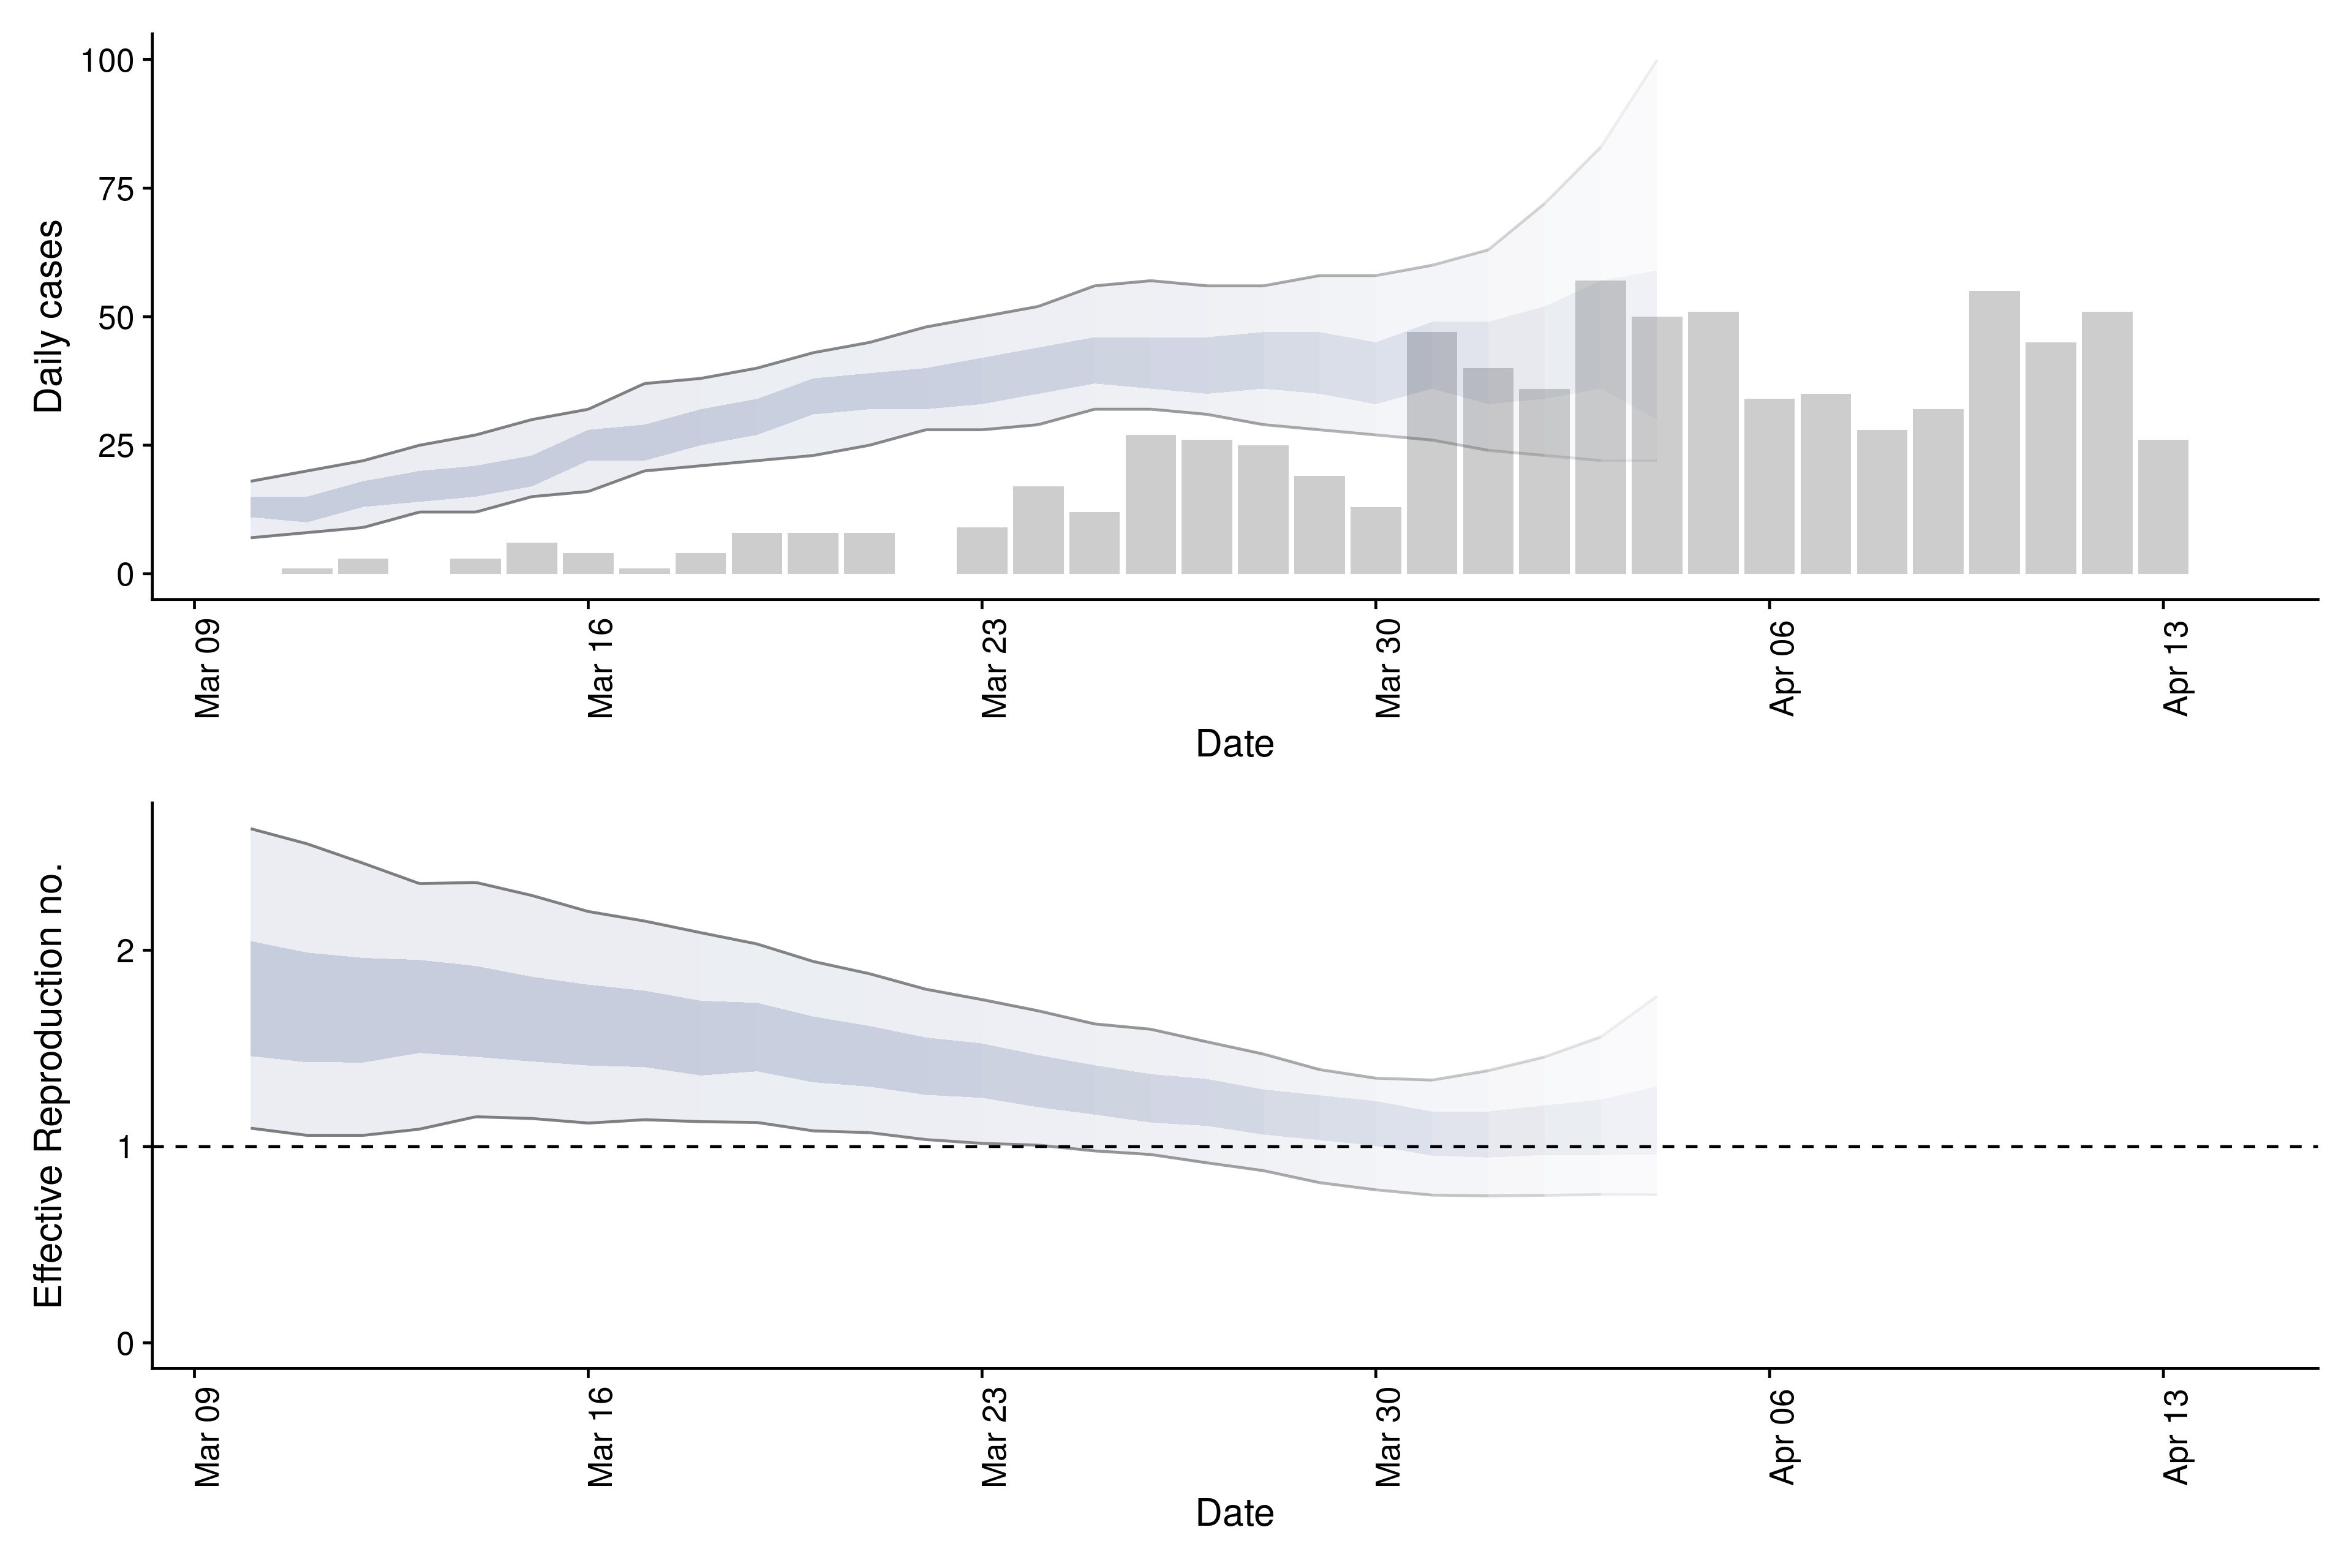 Daily cases
100
75
50
25
0
Mar 09
Mar 16
Mar 23
Mar 30
Apr 06
Apr 13
Date
Effective Reproduction no.
2
1
0
Mar 09
Mar 16
Mar 23
Mar 30
Apr 06
Apr 13
Date